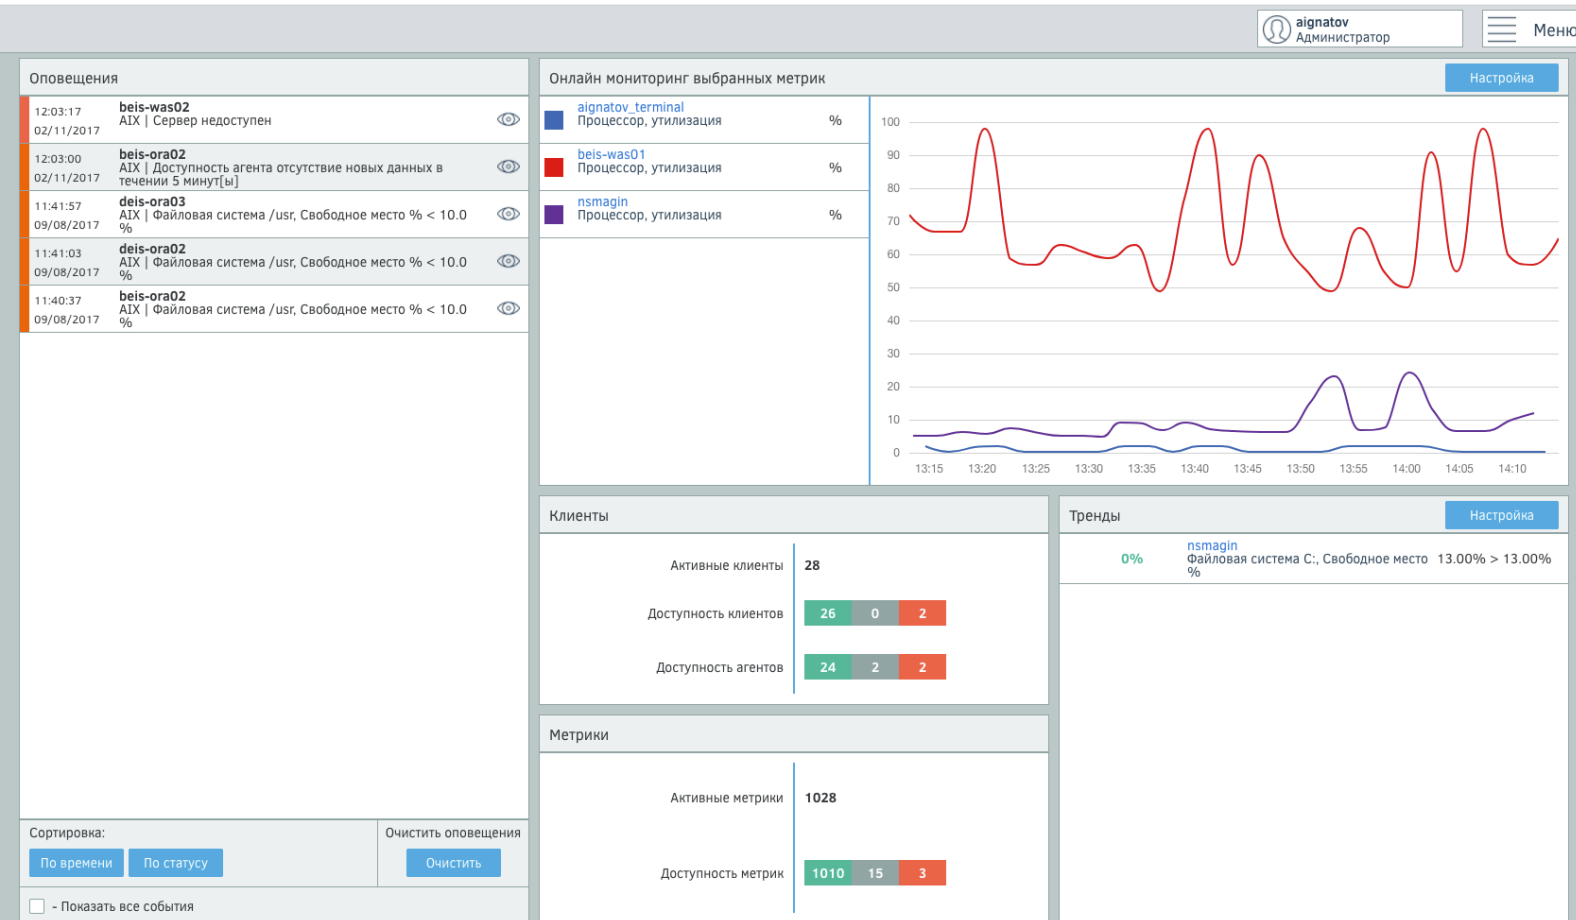 aignatov
Администратор
Меню
Оповещения
12:03:17
02/11/2017
beis-was02
AIX | Сервер недоступен
12:03:00
02/11/2017
beis-ora02
AIX | Доступность агента отсутствие новых данных в
течении 5 минут[ы]
11:41:57
09/08/2017
deis-ora03
AIX | Файловая система /usr, Свободное место % < 10.0
%
11:41:03
09/08/2017
deis-ora02
AIX | Файловая система /usr, Свободное место % < 10.0
%
11:40:37
09/08/2017
beis-ora02
AIX | Файловая система /usr, Свободное место % < 10.0
%
Сортировка:
По времени
По статусу
Очистить оповещения
Очистить
- Показать все события
Онлайн мониторинг выбранных метрик
Настройка
aignatov_terminal
Процессор, утилизация %
beis-was01
Процессор, утилизация %
nsmagin
Процессор, утилизация %
100
90
80
70
60
50
40
30
20
10
0
13:15 13:20 13:25 13:30 13:35 13:40 13:45 13:50 13:55 14:00 14:05 14:10
Клиенты
Активные клиенты 28
Доступность клиентов 26 0 2
Доступность агентов 24 2 2
Метрики
Активные метрики 1028
Доступность метрик 1010 15 3
Тренды
Настройка
0%
nsmagin
Файловая система C:, Свободное место
%
13.00% > 13.00%